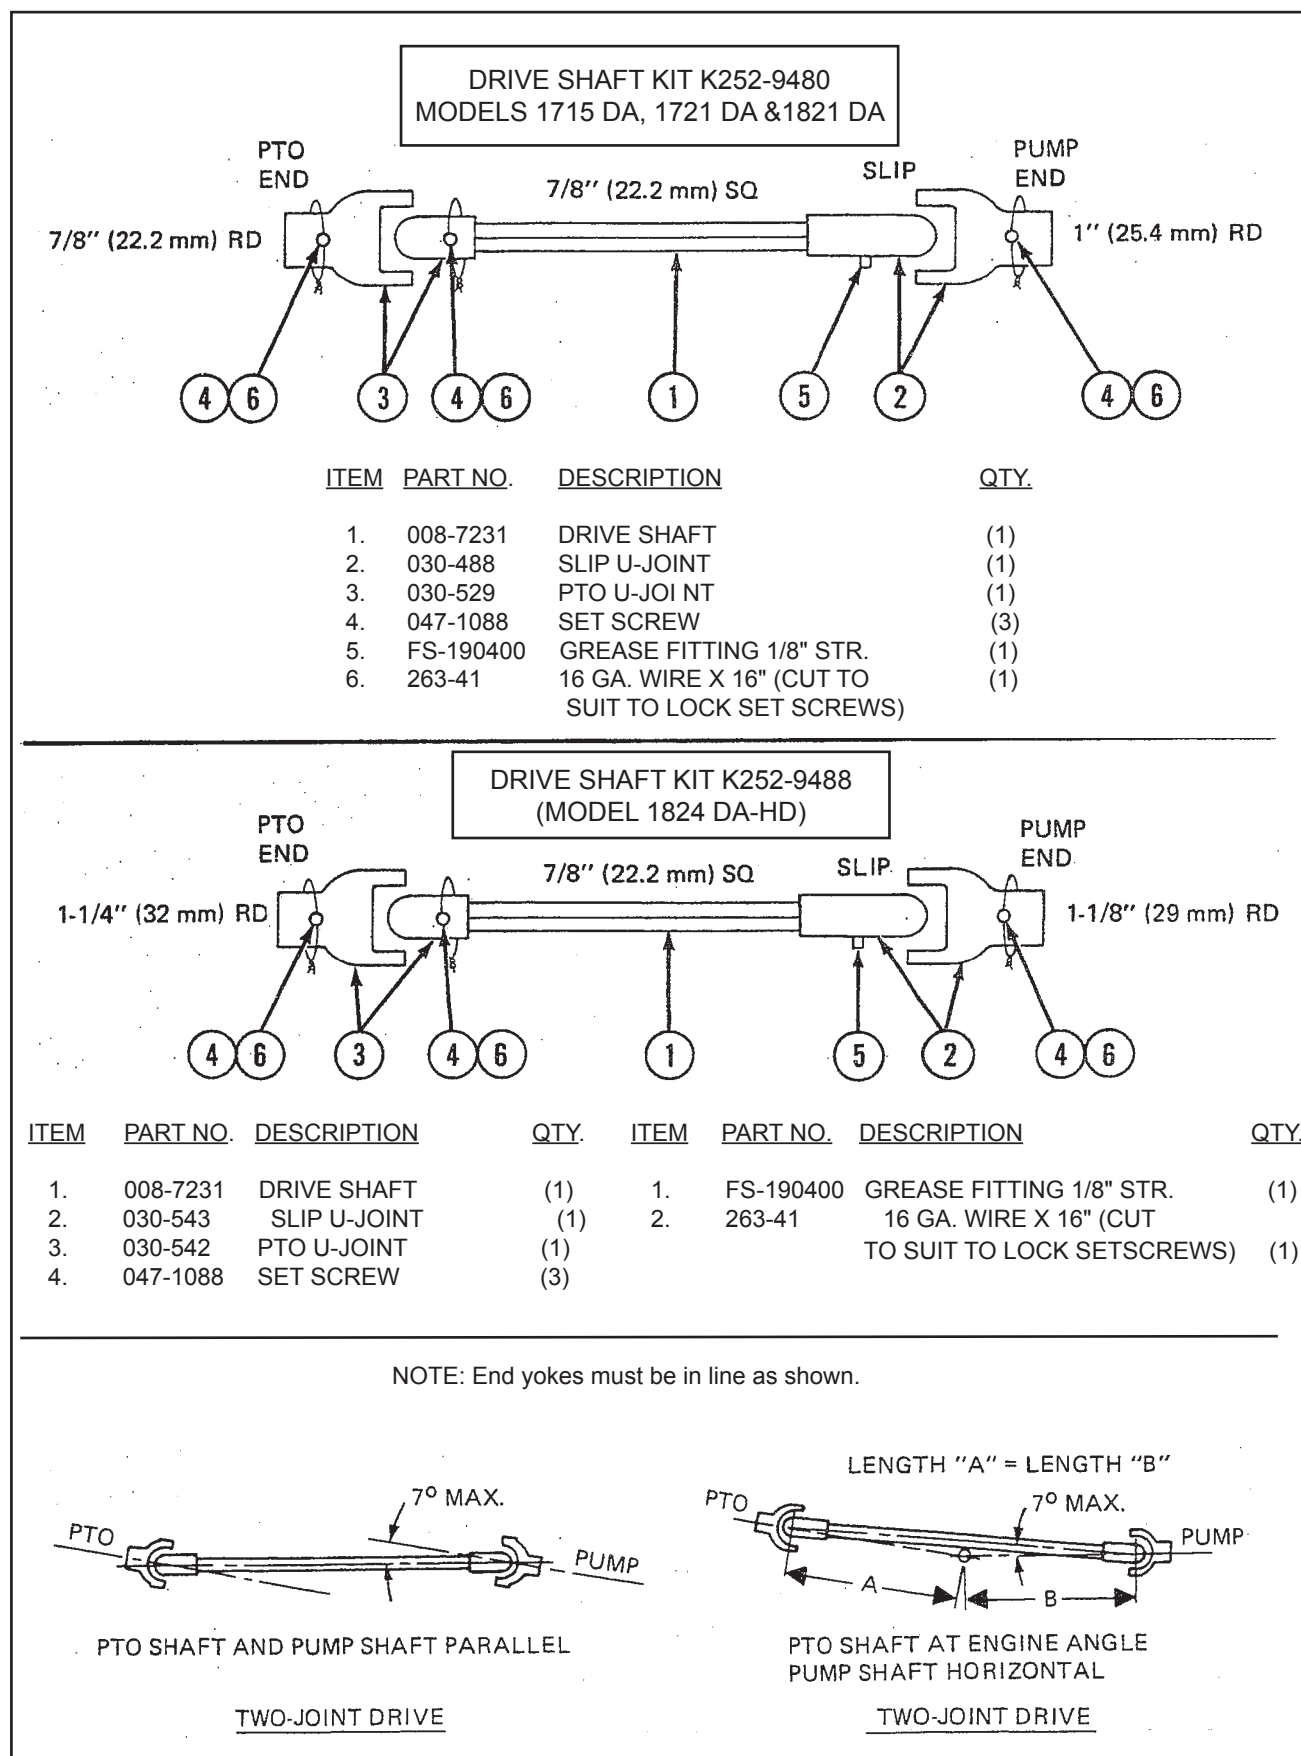 DRIVE SHAFT KIT K252-9480
MODELS 1715 DA, 1721 DA &1821 DA
PTO
END
7/8" (22.2 mm) SQ
SLIP
PUMP
END
7/8" (22.2 mm) RD
1" (25.4 mm) RD
4 6 3 4 6 1 5 2 4 6
ITEM PART NO. DESCRIPTION QTY.
1. 008-7231 DRIVE SHAFT (1)
2. 030-488 SLIP U-JOINT (1)
3. 030-529 PTO U-JOI NT (1)
4. 047-1088 SET SCREW (3)
5. FS-190400 GREASE FITTING 1/8" STR. (1)
6. 263-41 16 GA. WIRE X 16" (CUT TO (1)
SUIT TO LOCK SET SCREWS)
DRIVE SHAFT KIT K252-9488
(MODEL 1824 DA-HD)
PTO
END
7/8" (22.2 mm) SQ
SLIP
PUMP
END
1-1/4" (32 mm) RD
1-1/8" (29 mm) RD
4 6 3 4 6 1 5 2 4 6
ITEM PART NO. DESCRIPTION QTY. ITEM PART NO. DESCRIPTION QTY.
1. 008-7231 DRIVE SHAFT (1) 1. FS-190400 GREASE FITTING 1/8" STR. (1)
2. 030-543 SLIP U-JOINT (1) 2. 263-41 16 GA. WIRE X 16" (CUT
3. 030-542 PTO U-JOINT (1) TO SUIT TO LOCK SETSCREWS) (1)
4. 047-1088 SET SCREW (3)
NOTE: End yokes must be in line as shown.
7° MAX.
PTO
PUMP
PTO SHAFT AND PUMP SHAFT PARALLEL
TWO-JOINT DRIVE
LENGTH "A" = LENGTH "B"
PTO
7° MAX.
PUMP
A
B
PTO SHAFT AT ENGINE ANGLE
PUMP SHAFT HORIZONTAL
TWO-JOINT DRIVE